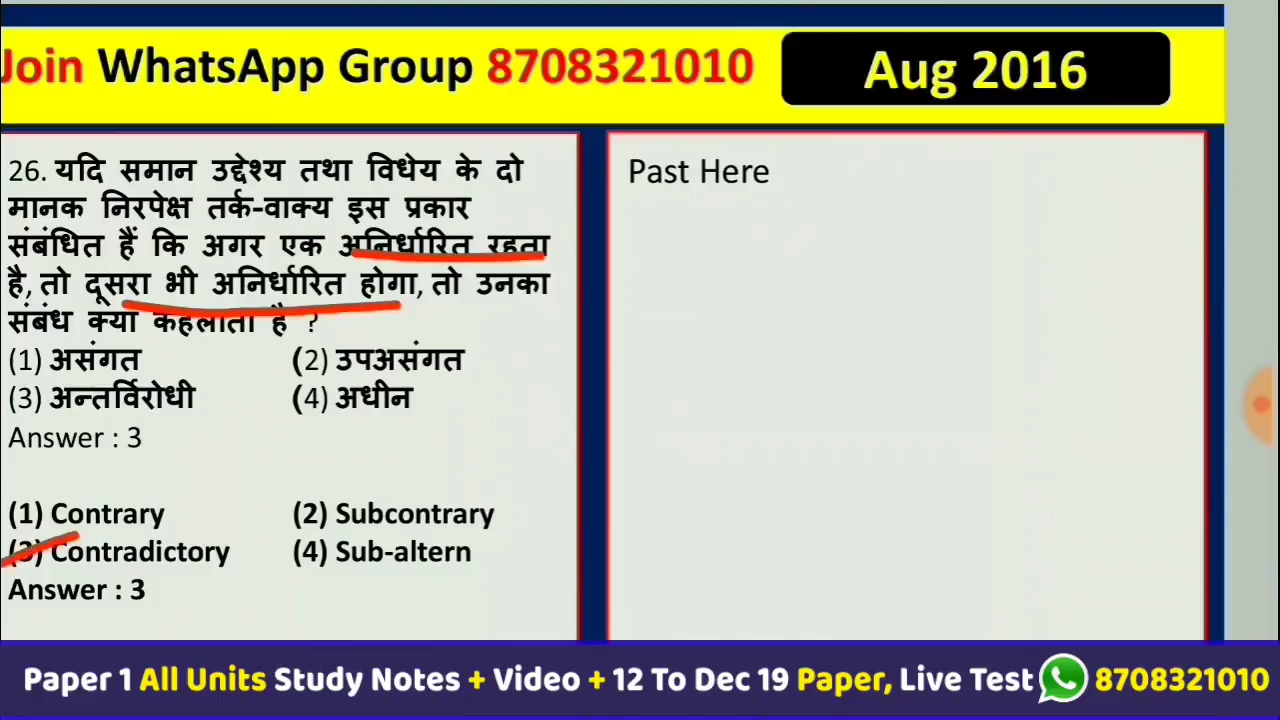 Join WhatsApp Group 8708321010
Aug 2016
26. यदि समान उद्देश्य तथा विधेय के दो
मानक निरपेक्ष तर्क-वाक्य इस प्रकार
संबंधित हैं कि अगर एक अनिर्धारित रहता
है, तो दूसरा भी अनिर्धारित होगा, तो उनका
संबंध क्या कहलाता है ?
(1) असंगत (2) उपअसंगत
(3) अन्तर्विरोधी (4) अधीन
Answer : 3
(1) Contrary (2) Subcontrary
(3) Contradictory (4) Sub-altern
Answer : 3
Past Here
Paper 1 All Units Study Notes + Video + 12 To Dec 19 Paper, Live Test 8708321010